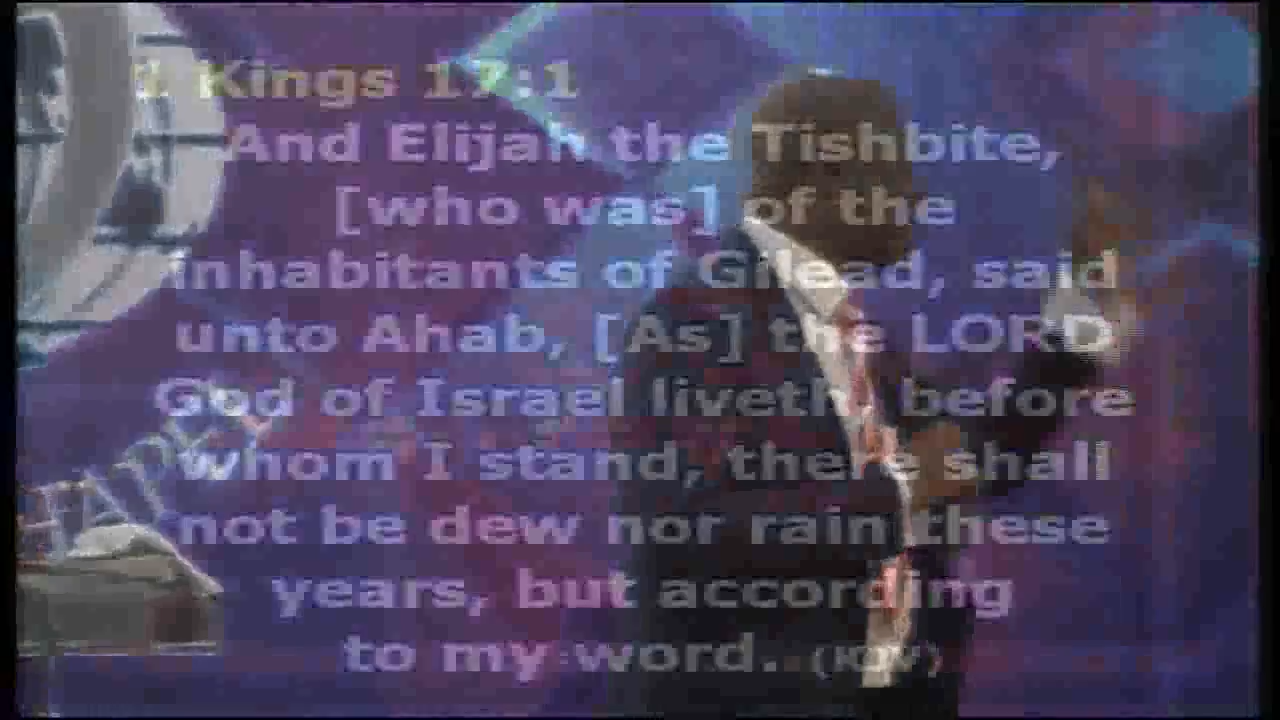 1 Kings 17:1
And Elijah the Tishbite,
[who was] of the
inhabitants of Gilead, said
unto Ahab, [As] the LORD
God of Israel liveth, before
whom I stand, there shall
not be dew nor rain these
years, but according
to my word. (KJV)